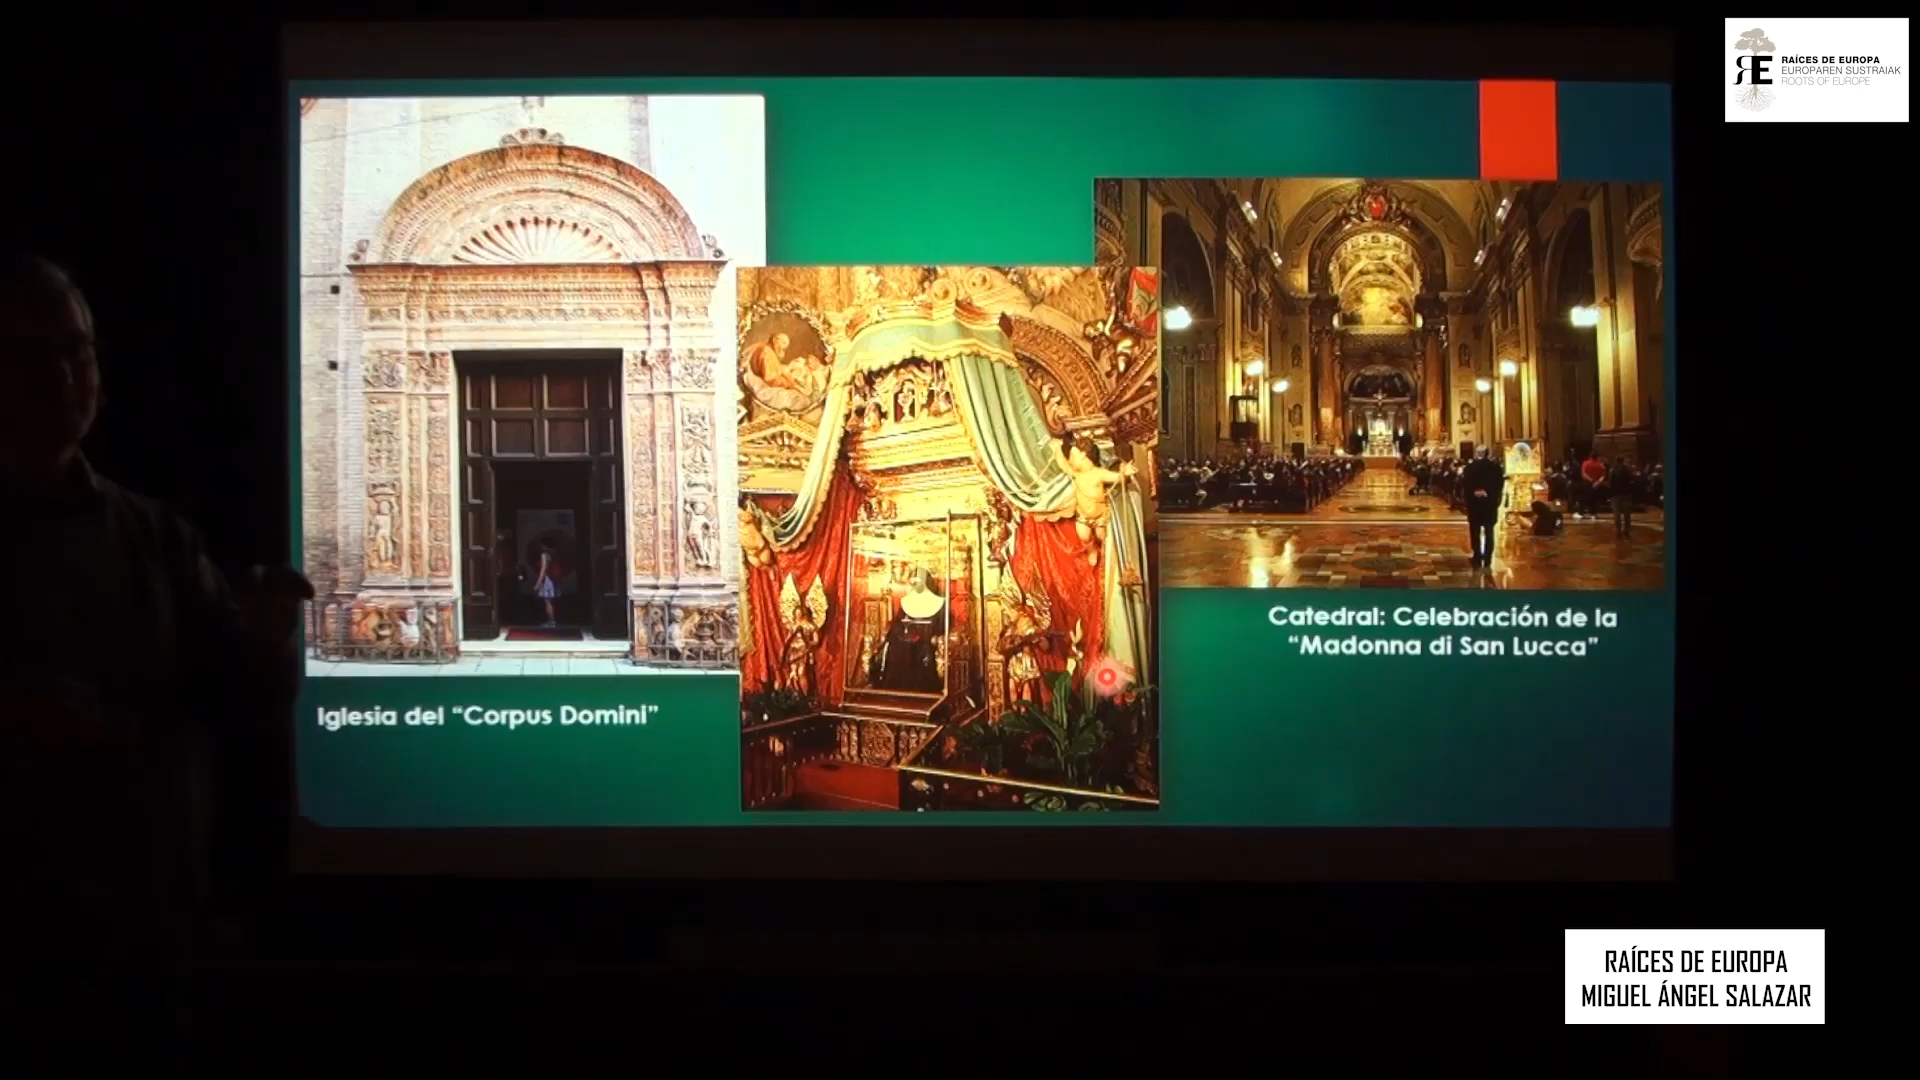 RAÍCES DE EUROPA
EUROPAREN SUSTRAIAK
ROOTS OF EUROPE
Catedral: Celebración de la
“Madonna di San Lucca”
Iglesia del “Corpus Domini”
RAÍCES DE EUROPA
MIGUEL ÁNGEL SALAZAR